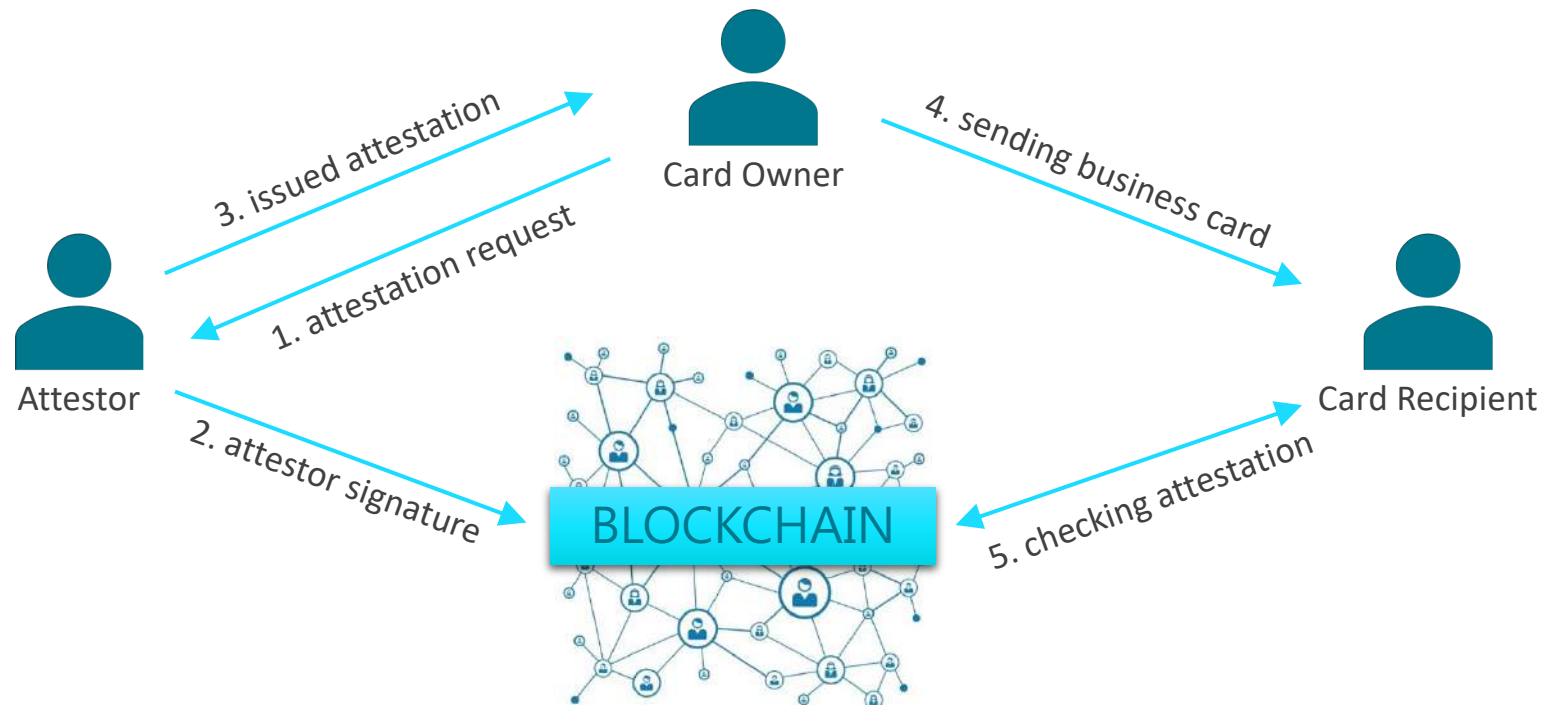 Card Owner
3. issued attestation
1. attestation request
4. sending business card
Attestor
Card Recipient
2. attestor signature
BLOCKCHAIN
5. checking attestation